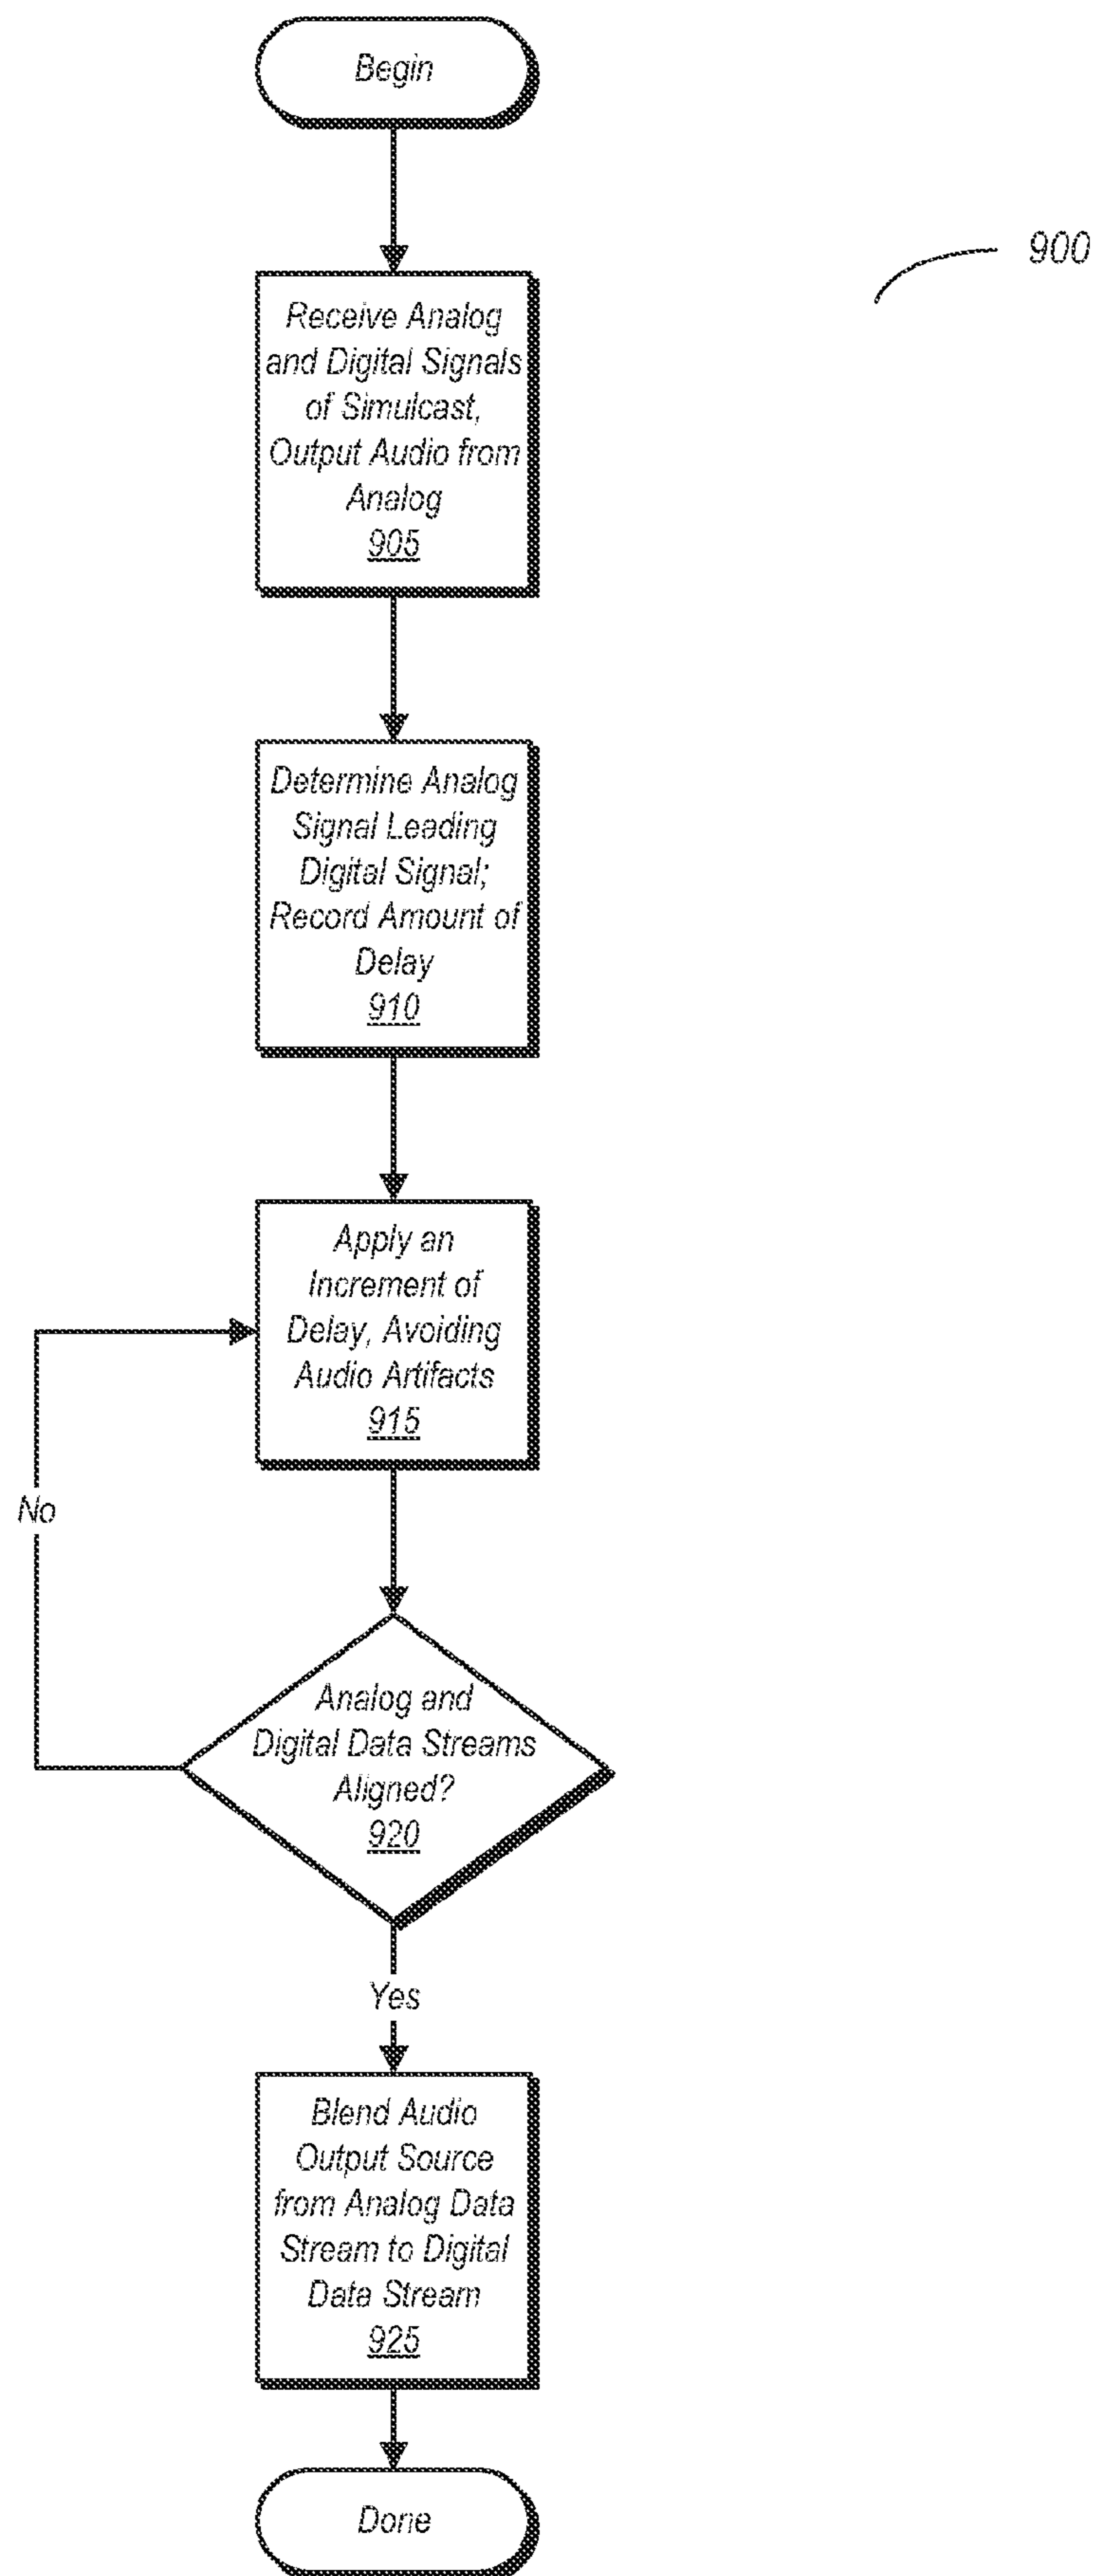 Begin
900
Receive Analog
and Digital Signals
of Simulcast,
Output Audio from
Analog
905
Determine Analog
Signal Leading
Digital Signal;
Record Amount of
Delay
910
Apply an
Increment of
Delay, Avoiding
Audio Artifacts
915
No
Analog and
Digital Data Streams
Aligned?
920
Yes
Blend Audio
Output Source
from Analog Data
Stream to Digital
Data Stream
925
Done